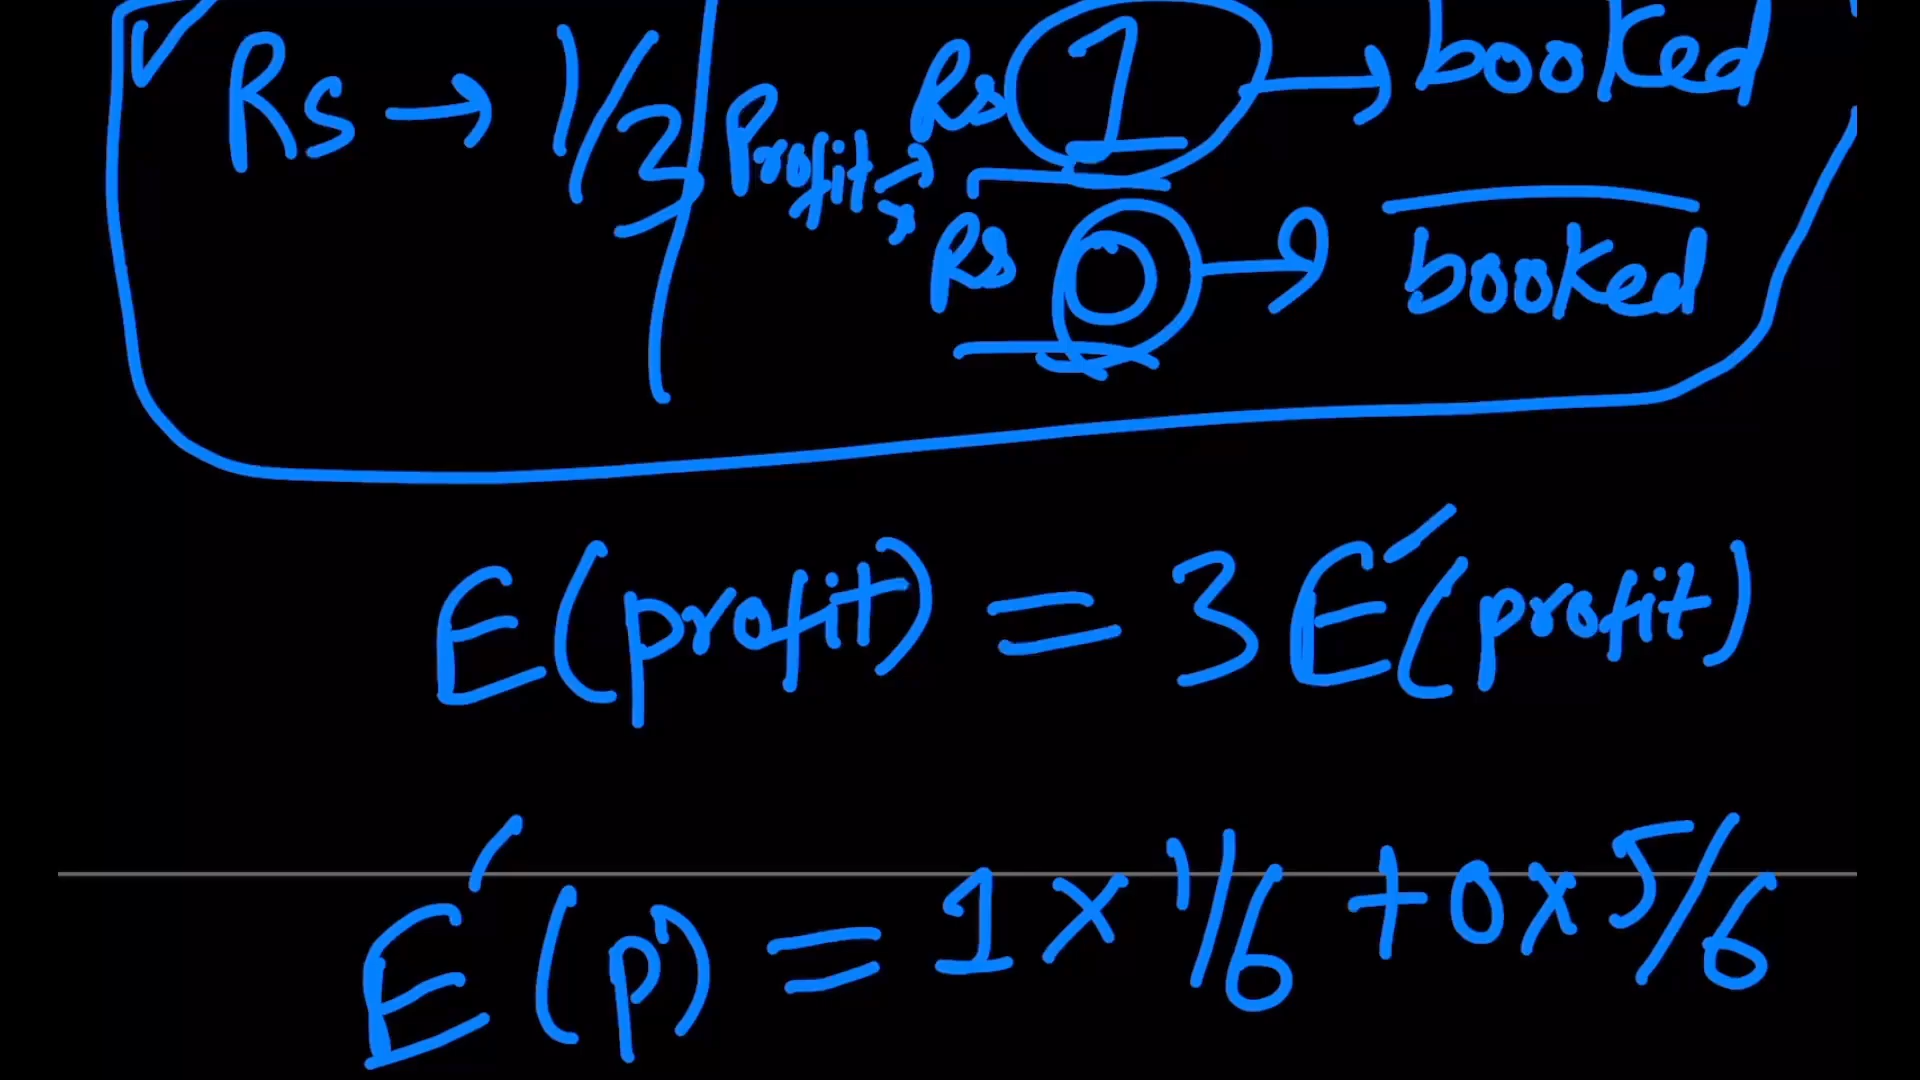 Rs → 1/3 Profit → Rs 1 → booked
Rs 0 → booked
E(profit) = 3E′(profit)
E′(p) = 1 x 1/6 + 0 x 5/6